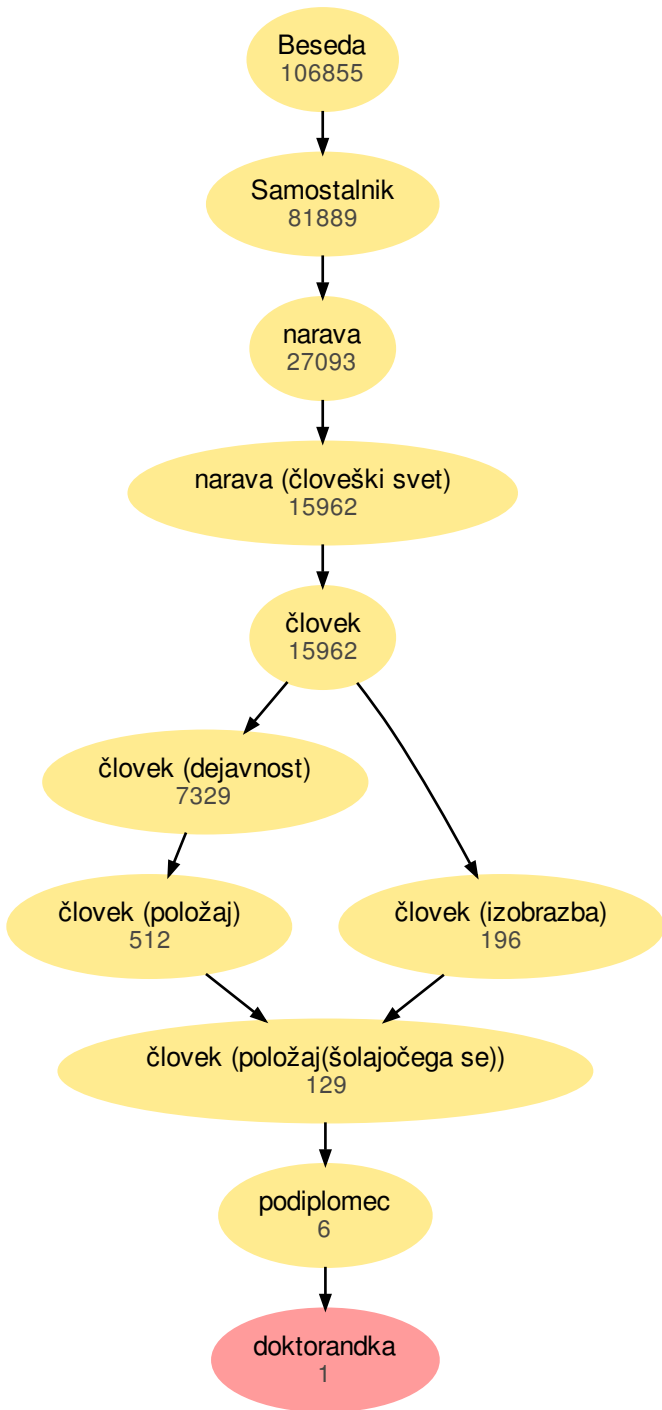 Beseda
106855
Samostalnik
81889
narava
27093
narava (človeški svet)
15962
človek
15962
človek (dejavnost)
7329
človek (položaj)
512
človek (izobrazba)
196
človek (položaj(šolajočega se))
129
podiplomec
6
doktorandka
1